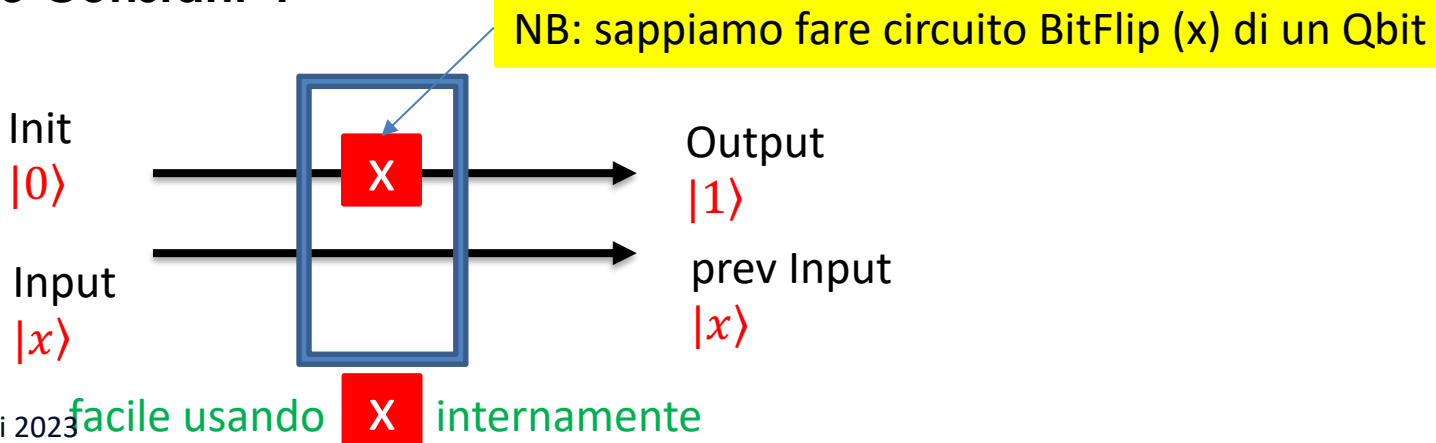 NB: sappiamo fare circuito BitFlip (x) di un Qbit
Init
|0⟩
X
Output
|1⟩
Input
|x⟩
prev Input
|x⟩
i 2023 facile usando X internamente